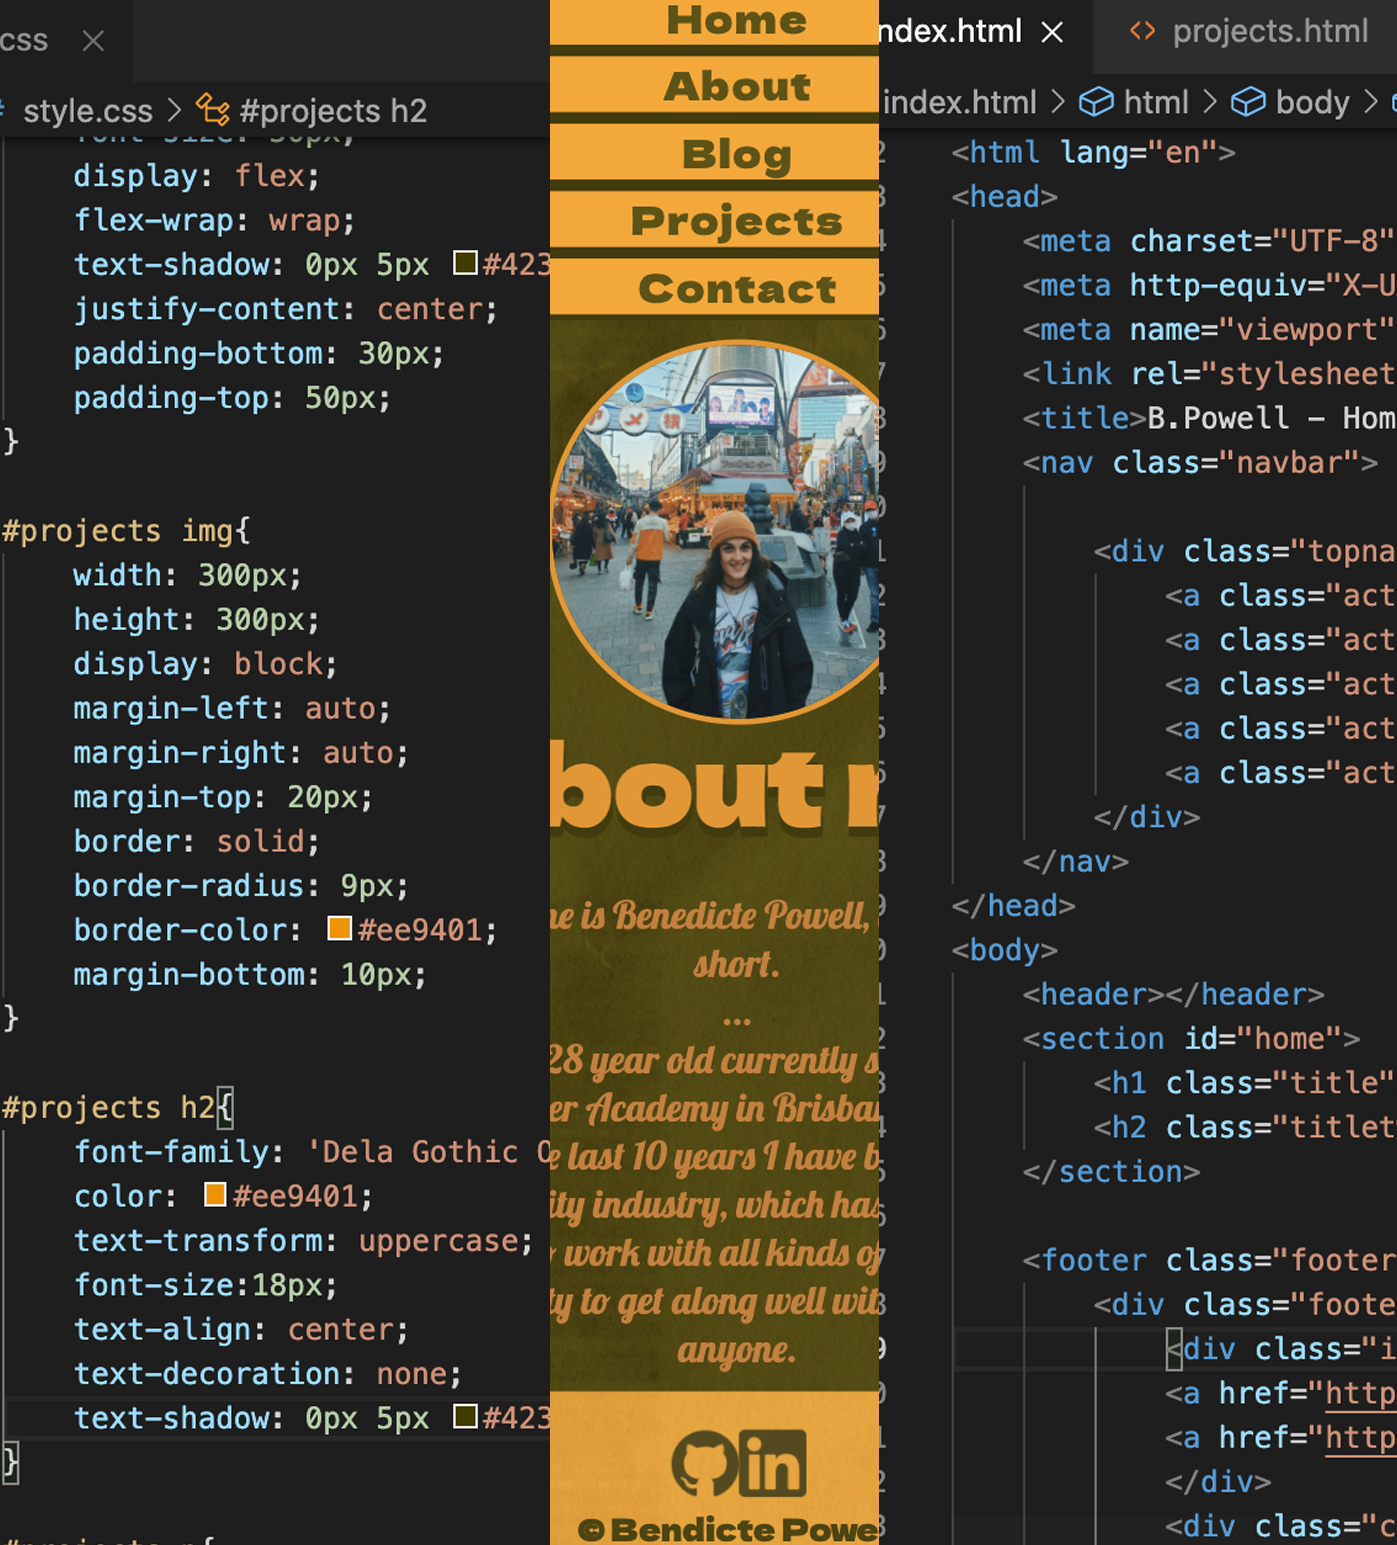 css
style.css > #projects h2
font-size: 50px;
display: flex;
flex-wrap: wrap;
text-shadow: 0px 5px #423
justify-content: center;
padding-bottom: 30px;
padding-top: 50px;
}
#projects img{
width: 300px;
height: 300px;
display: block;
margin-left: auto;
margin-right: auto;
margin-top: 20px;
border: solid;
border-radius: 9px;
border-color: #ee9401;
margin-bottom: 10px;
}
#projects h2{
font-family: 'Dela Gothic O
color: #ee9401;
text-transform: uppercase;
font-size:18px;
text-align: center;
text-decoration: none;
text-shadow: 0px 5px #423
}
Home
About
Blog
Projects
Contact
アメ横
bout
e is Benedicte Powell,
short.
...
28 year old currently s
er Academy in Brisba
e last 10 years I have b
ity industry, which has
work with all kinds of
ty to get along well wit
anyone.
in
© Bendicte Powe
ndex.html × <> projects.html
index.html > html > body >
<html lang="en">
<head>
<meta charset="UTF-8"
<meta http-equiv="X-U
<meta name="viewport"
<link rel="stylesheet
<title>B.Powell - Hom
<nav class="navbar">
<div class="topna
<a class="act
<a class="act
<a class="act
<a class="act
<a class="act
</div>
</nav>
</head>
<body>
<header></header>
<section id="home">
<h1 class="title"
<h2 class="titlet
</section>
<footer class="footer
<div class="foote
<div class="i
<a href="http
<a href="http
</div>
<div class="c